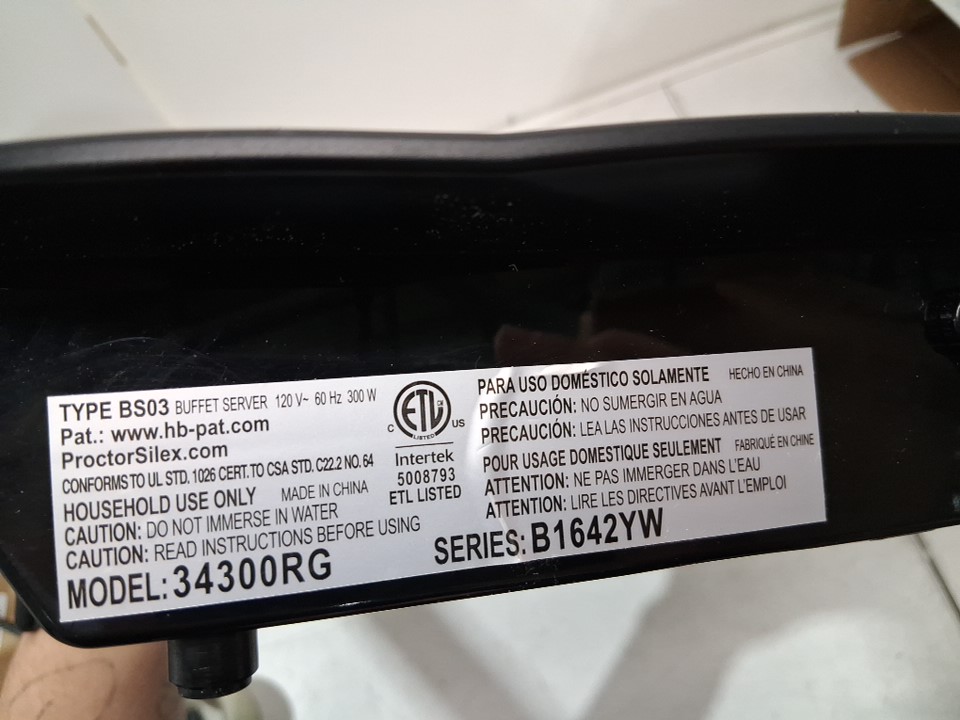 TYPE BS03 BUFFET SERVER 120 V~ 60 Hz 300 W
Pat.: www.hb-pat.com
ProctorSilex.com
CONFORMS TO UL STD. 1026 CERT. TO CSA STD. C22.2 NO. 64
HOUSEHOLD USE ONLY MADE IN CHINA
CAUTION: DO NOT IMMERSE IN WATER
CAUTION: READ INSTRUCTIONS BEFORE USING
MODEL: 34300RG
ETL CM
LISTED
C US
Intertek
5008793
ETL LISTED
PARA USO DOMÉSTICO SOLAMENTE HECHO EN CHINA
PRECAUCIÓN: NO SUMERGIR EN AGUA
PRECAUCIÓN: LEA LAS INSTRUCCIONES ANTES DE USAR
POUR USAGE DOMESTIQUE SEULEMENT FABRIQUÉ EN CHINE
ATTENTION: NE PAS IMMERGER DANS L'EAU
ATTENTION: LIRE LES DIRECTIVES AVANT L'EMPLOI
SERIES: B1642YW